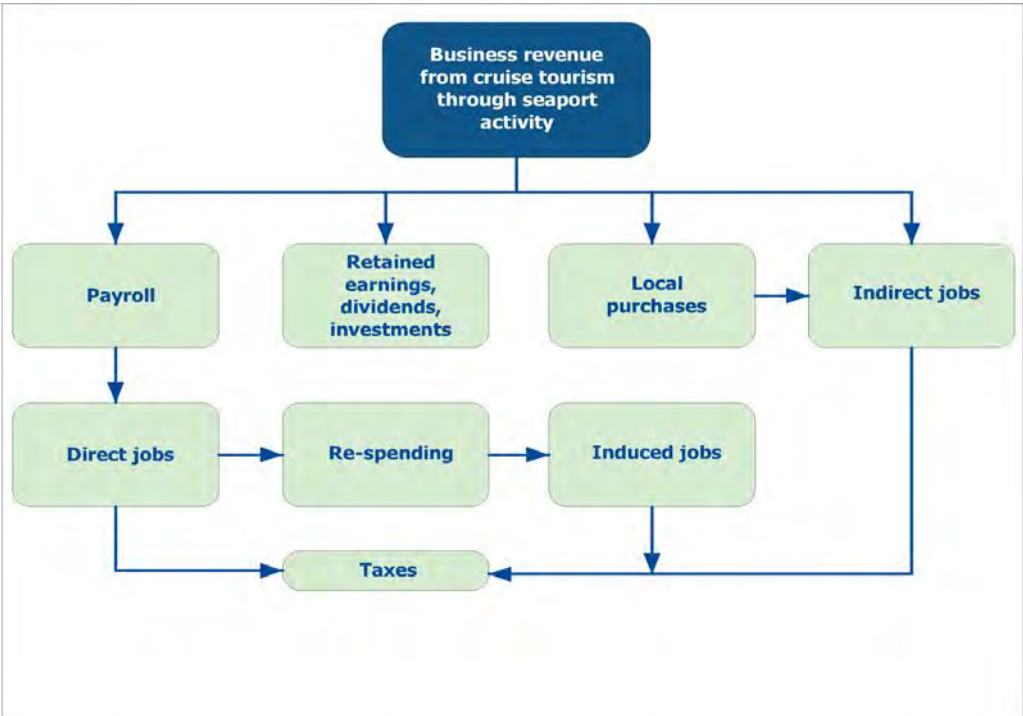 Business revenue
from cruise tourism
through seaport
activity
Payroll
Retained
earnings,
dividends,
investments
Local
purchases
Indirect jobs
Direct jobs
Re-spending
Induced jobs
Taxes